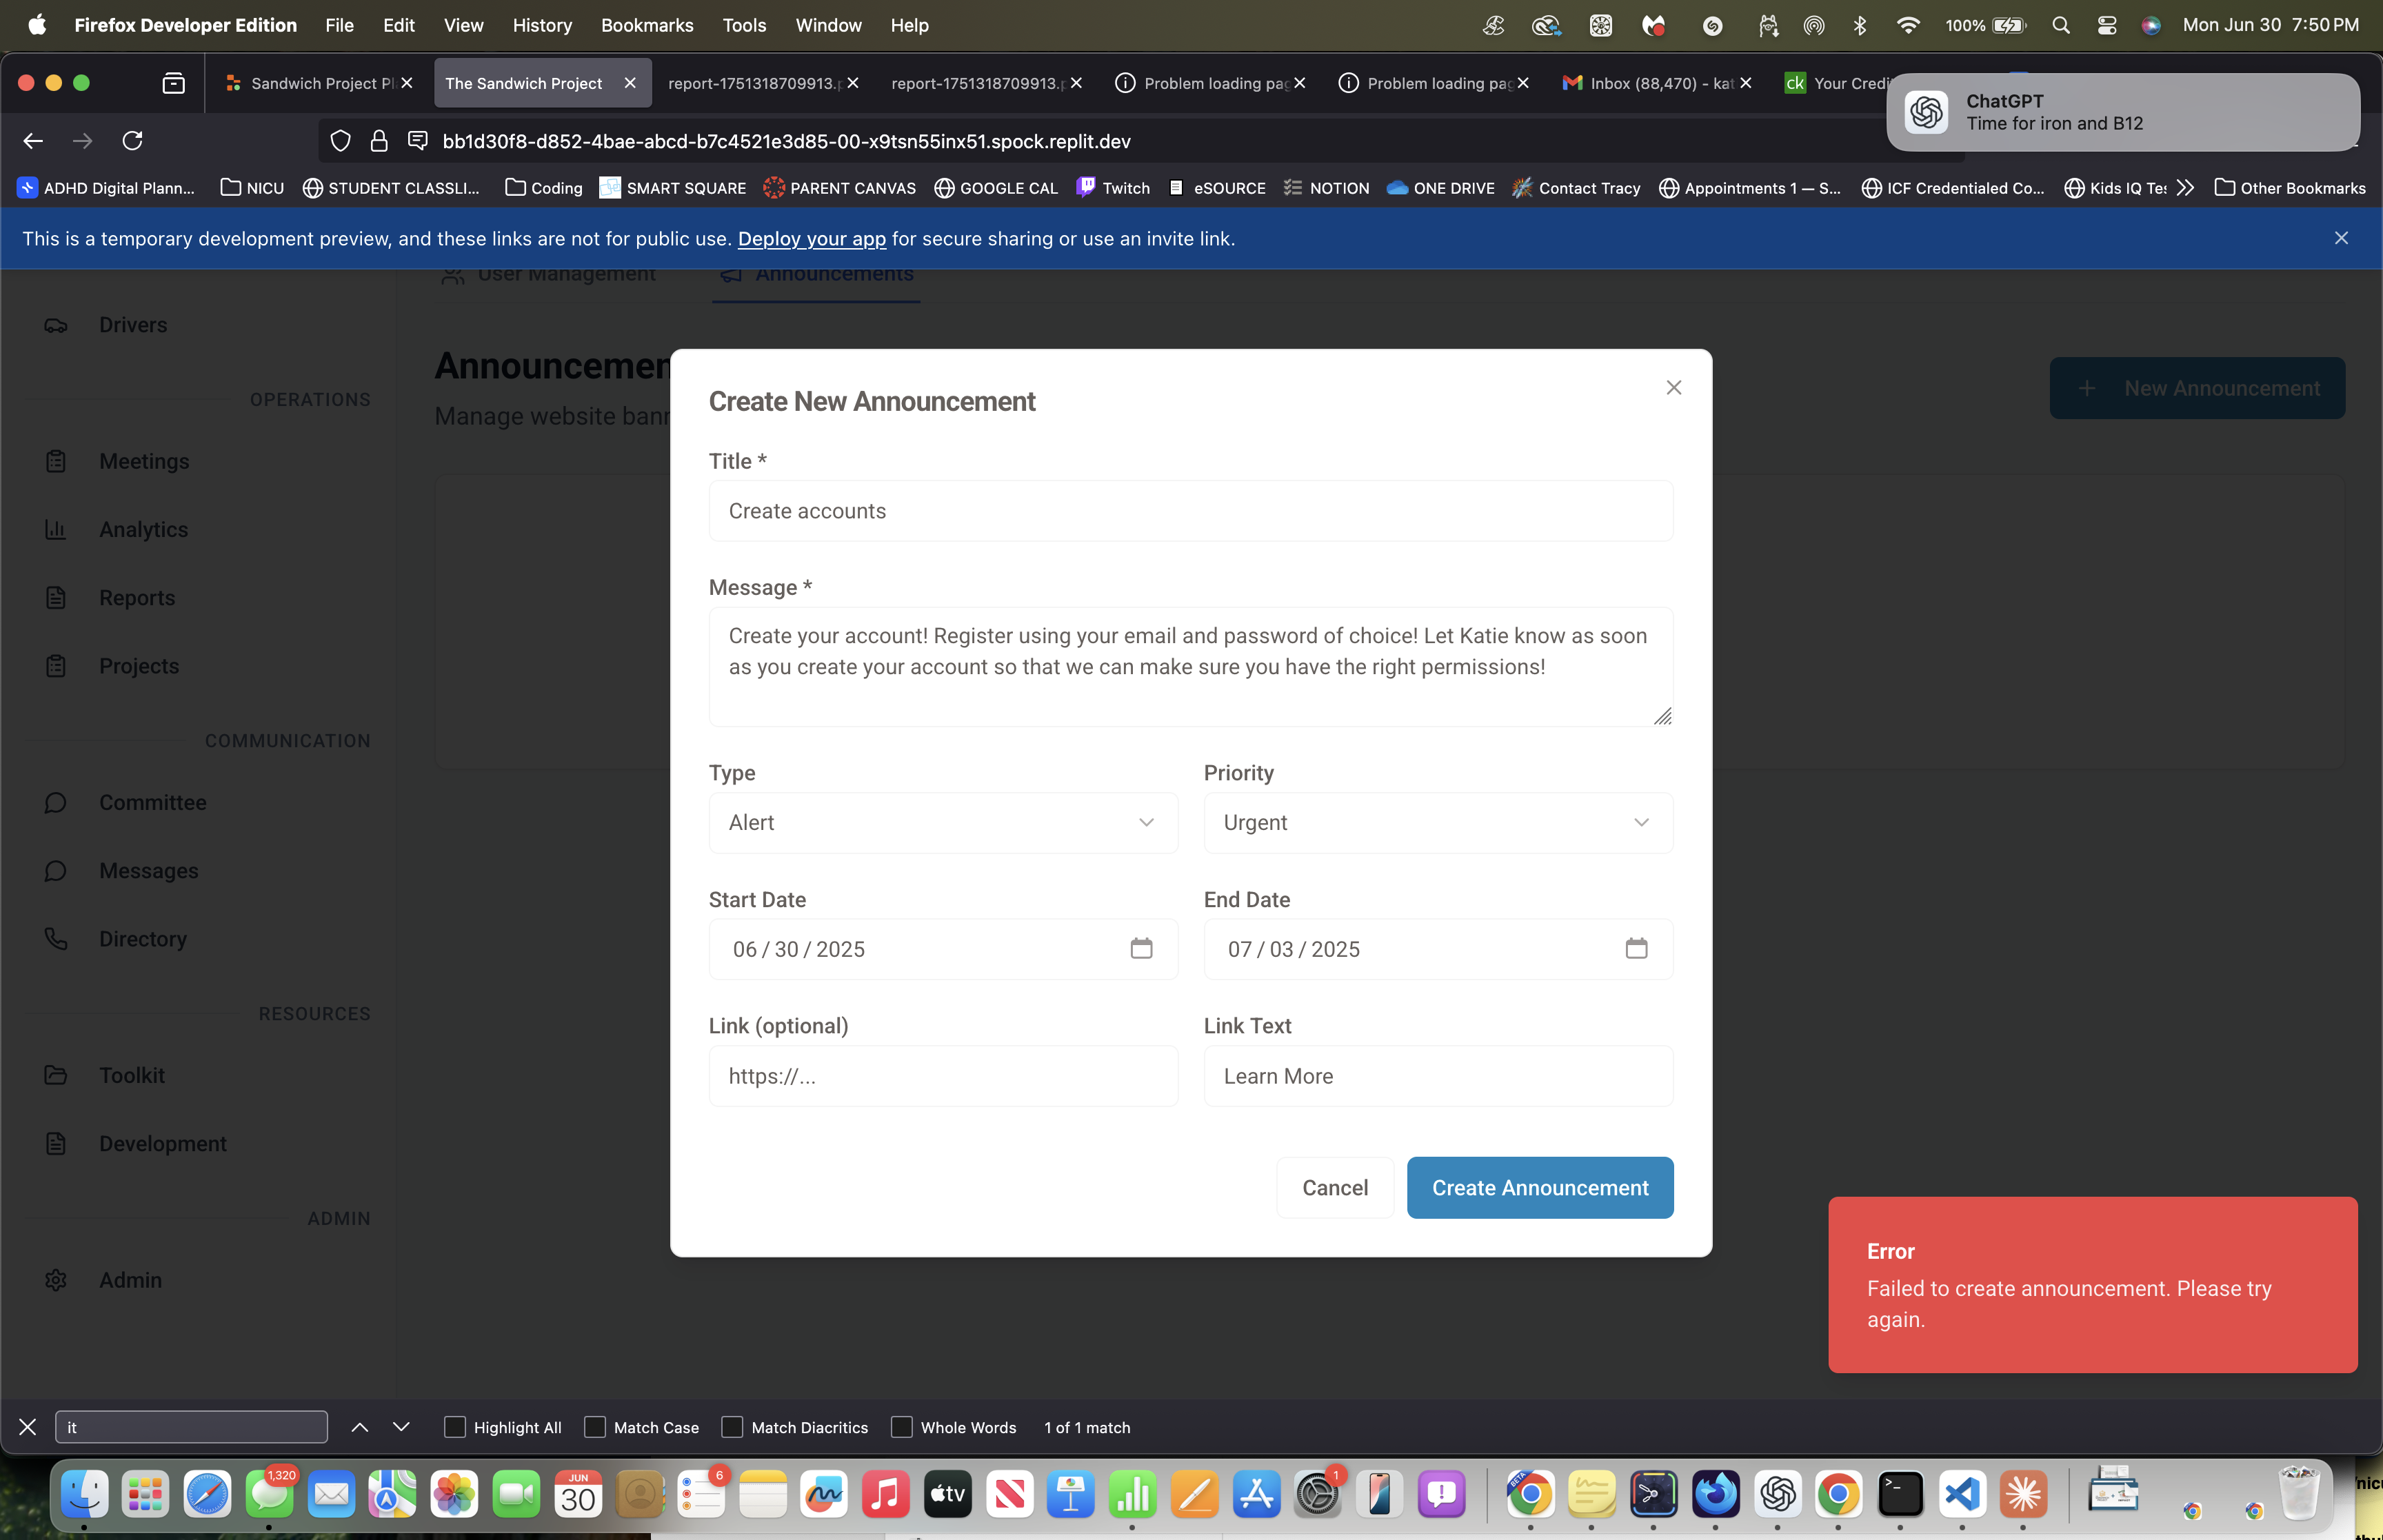 Firefox Developer Edition File Edit View History Bookmarks Tools Window Help 100% Mon Jun 30 7:50 PM
Sandwich Project Pl The Sandwich Project report-1751318709913.p report-1751318709913.p Problem loading pag Problem loading pag Inbox (88,470) - kat ck Your Credi
ChatGPT
Time for iron and B12
bb1d30f8-d852-4bae-abcd-b7c4521e3d85-00-x9tsn55inx51.spock.replit.dev
ADHD Digital Plann... NICU STUDENT CLASSLI... Coding SMART SQUARE PARENT CANVAS GOOGLE CAL Twitch eSOURCE NOTION ONE DRIVE Contact Tracy Appointments 1 — S... ICF Credentialed Co... Kids IQ Tes Other Bookmarks
This is a temporary development preview, and these links are not for public use. Deploy your app for secure sharing or use an invite link.
User Management Announcements
Drivers
OPERATIONS
Meetings
Analytics
Reports
Projects
COMMUNICATION
Committee
Messages
Directory
RESOURCES
Toolkit
Development
ADMIN
Admin
Announcemen
Manage website bann
New Announcement
Create New Announcement
Title *
Create accounts
Message *
Create your account! Register using your email and password of choice! Let Katie know as soon
as you create your account so that we can make sure you have the right permissions!
Type Priority
Alert Urgent
Start Date End Date
06 / 30 / 2025 07 / 03 / 2025
Link (optional) Link Text
https://... Learn More
Cancel Create Announcement
Error
Failed to create announcement. Please try
again.
it Highlight All Match Case Match Diacritics Whole Words 1 of 1 match
1,320 JUN 6 1 BETA
30 tv